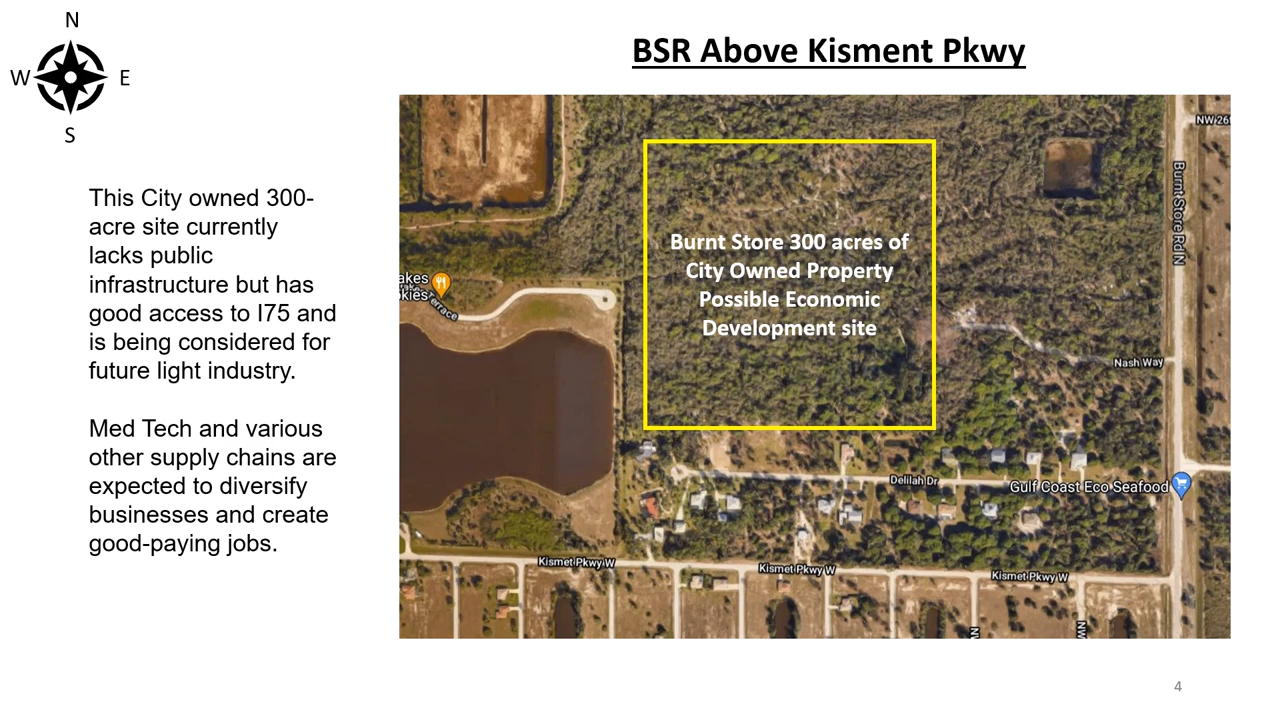 N
W
E
S
BSR Above Kisment Pkwy
This City owned 300-
acre site currently
lacks public
infrastructure but has
good access to I75 and
is being considered for
future light industry.
Med Tech and various
other supply chains are
expected to diversify
businesses and create
good-paying jobs.
NW 26
Burnt Store Rd N
Burnt Store 300 acres of
City Owned Property
Possible Economic
Development site
akes
kies
Terrace
Nash Way
Delilah Dr
Gulf Coast Eco Seafood
Kismet Pkwy W
Kismet Pkwy W
Kismet Pkwy W
NW
NW
4